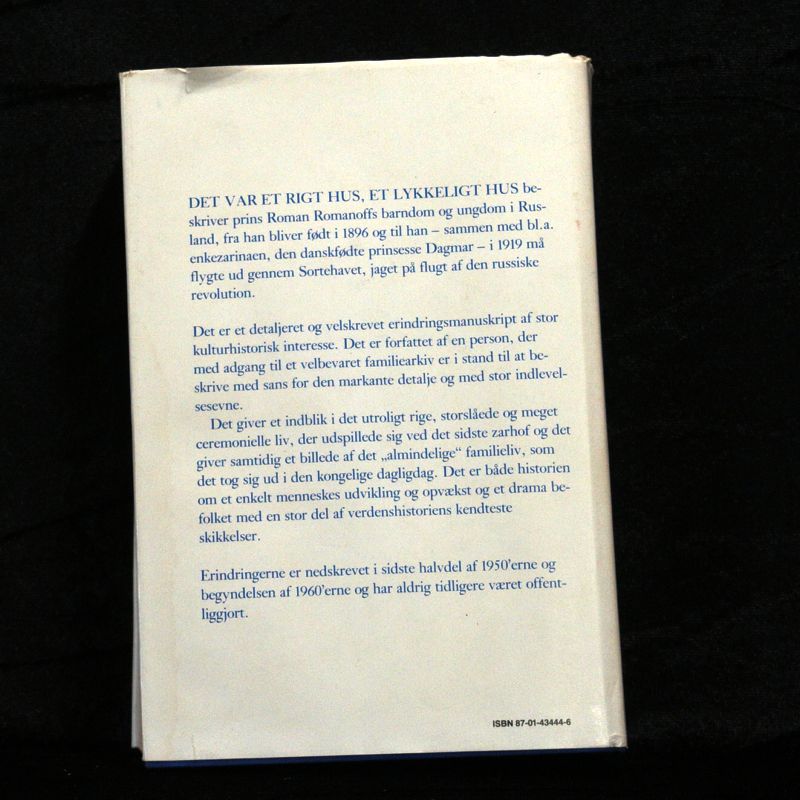 DET VAR ET RIGT HUS, ET LYKKELIGT HUS be-
skriver prins Roman Romanoffs barndom og ungdom i Rus-
land, fra han bliver født i 1896 og til han – sammen med bl.a.
enkezarinaen, den danskfødte prinsesse Dagmar – i 1919 må
flygte ud gennem Sortehavet, jaget på flugt af den russiske
revolution.
Det er et detaljeret og velskrevet erindringsmanuskript af stor
kulturhistorisk interesse. Det er forfattet af en person, der
med adgang til et velbevaret familiearkiv er i stand til at be-
skrive med sans for den markante detalje og med stor indlevel-
sesevne.
Det giver et indblik i det utroligt rige, storslåede og meget
ceremonielle liv, der udspillede sig ved det sidste zarhof og det
giver samtidig et billede af det „almindelige“ familieliv, som
det tog sig ud i den kongelige dagligdag. Det er både historien
om et enkelt menneskes udvikling og opvækst og et drama be-
folket med en stor del af verdenshistoriens kendteste
skikkelser.
Erindringerne er nedskrevet i sidste halvdel af 1950'erne og
begyndelsen af 1960'erne og har aldrig tidligere været offent-
liggjort.
ISBN 87-01-43444-6